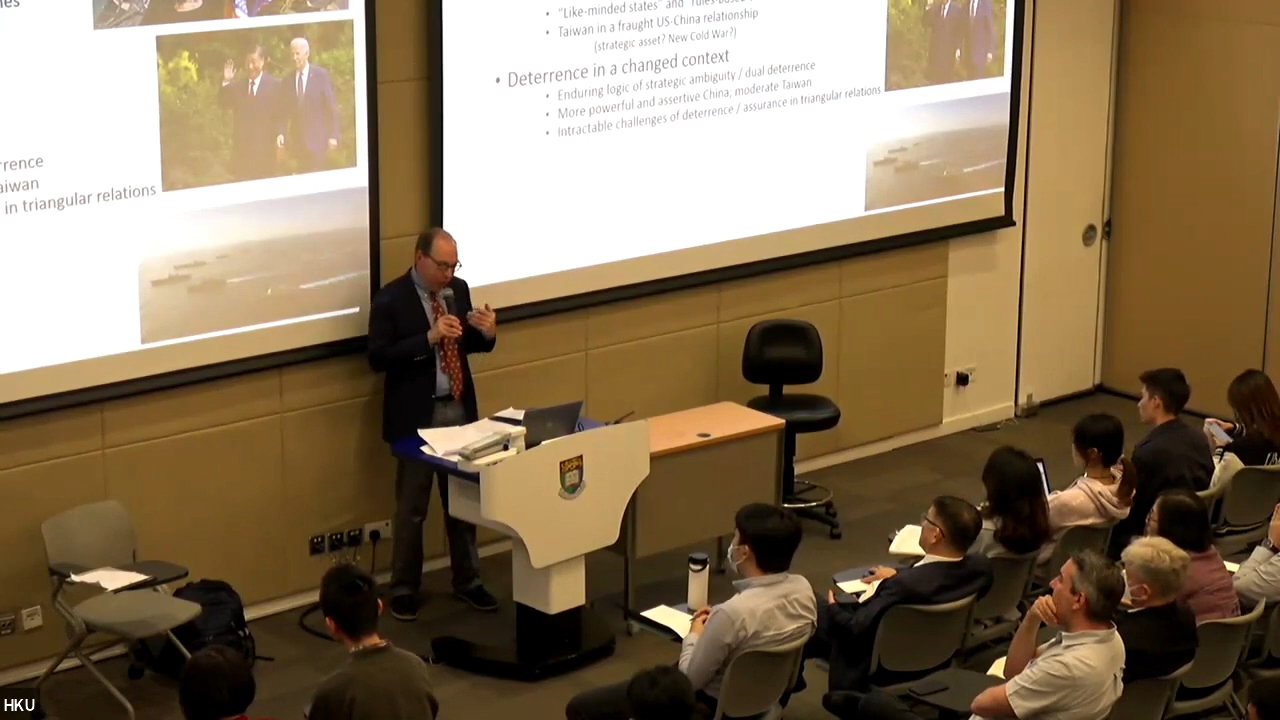 es
rrence
aiwan
in triangular relations
• "Like-minded states" and "rules-based
• Taiwan in a fraught US-China relationship
(strategic asset? New Cold War?)
• Deterrence in a changed context
• Enduring logic of strategic ambiguity / dual deterrence
• More powerful and assertive China, moderate Taiwan
• Intractable challenges of deterrence / assurance in triangular relations
HKU